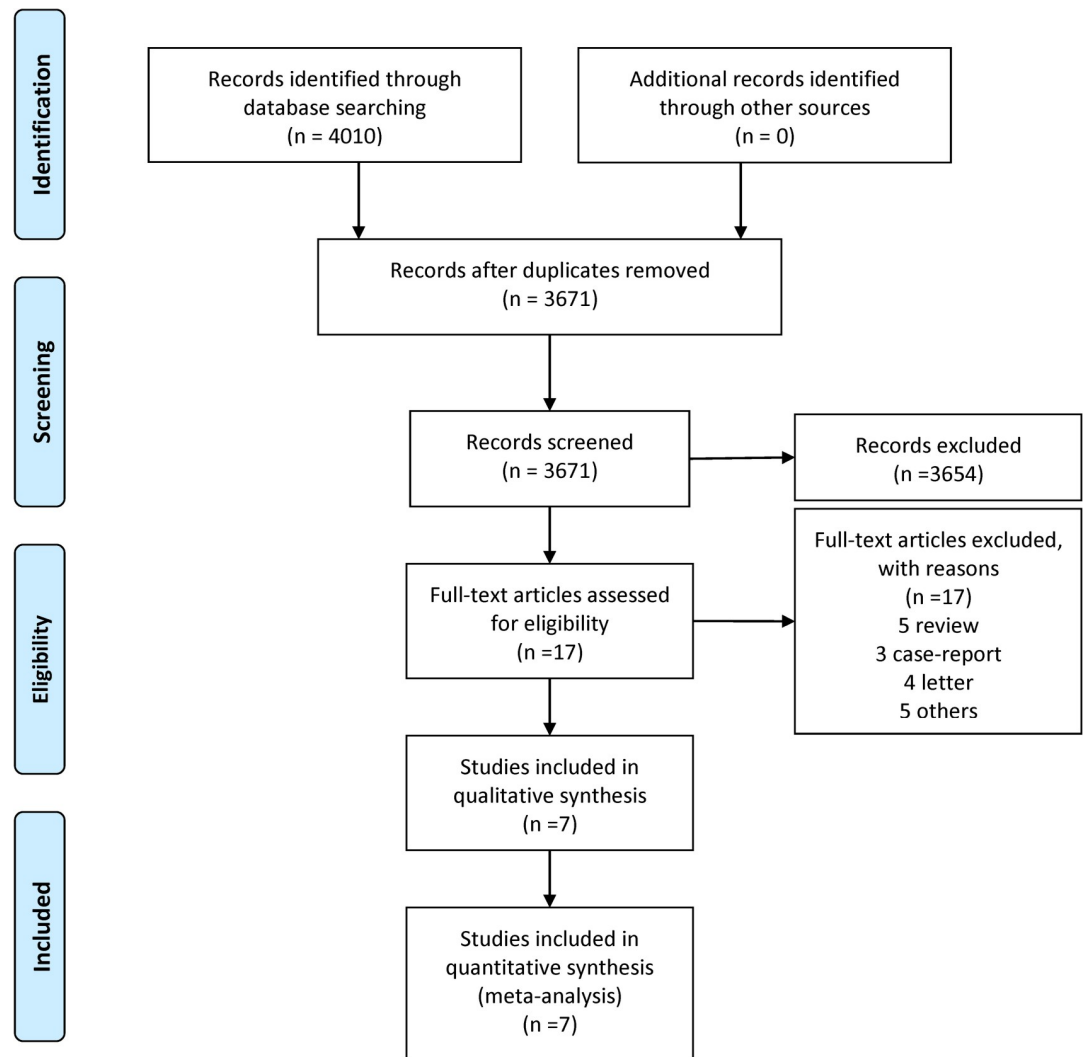 Identification
Records identified through
database searching
(n = 4010)
Additional records identified
through other sources
(n = 0)
Records after duplicates removed
(n = 3671)
Screening
Records screened
(n = 3671)
Records excluded
(n =3654)
Eligibility
Full-text articles assessed
for eligibility
(n =17)
Full-text articles excluded,
with reasons
(n =17)
5 review
3 case-report
4 letter
5 others
Studies included in
qualitative synthesis
(n =7)
Included
Studies included in
quantitative synthesis
(meta-analysis)
(n =7)